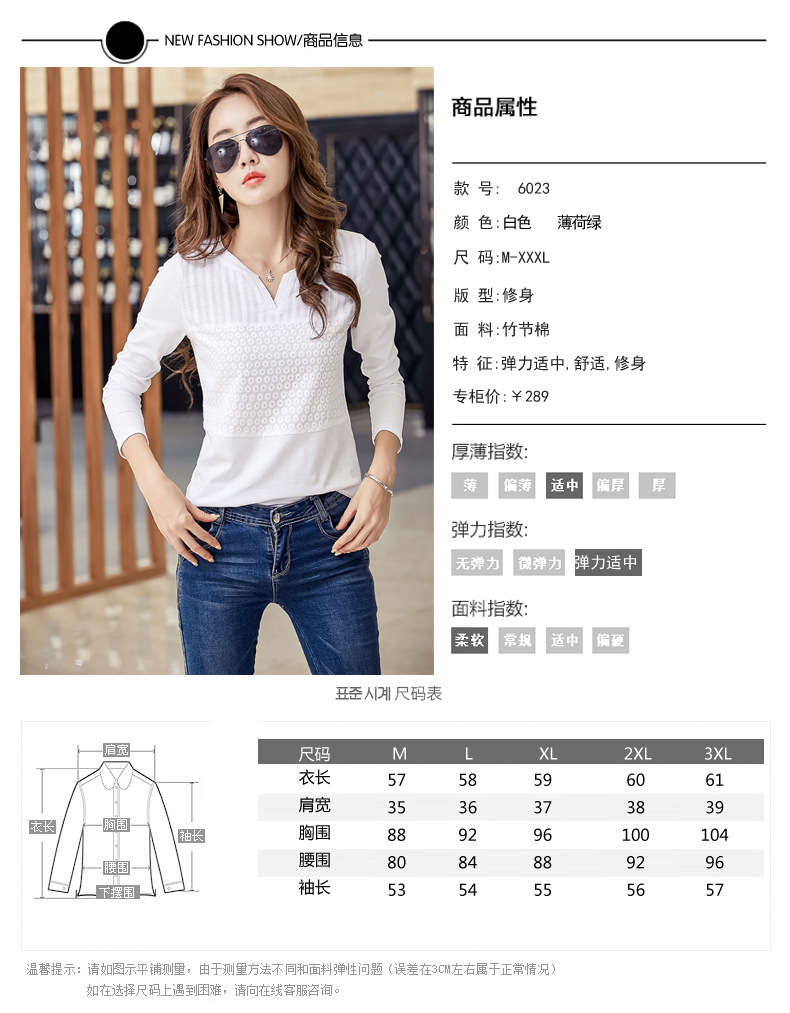 NEW FASHION SHOW/商品信息
商品属性
款 号: 6023
颜 色:白色 薄荷绿
尺 码:M-XXXL
版 型:修身
面 料:竹节棉
特 征:弹力适中,舒适,修身
专柜价:￥289
厚薄指数:
薄 偏薄 适中 偏厚 厚
弹力指数:
无弹力 微弹力 弹力适中
面料指数:
柔软 常规 适中 偏硬
표준시계 尺码表
肩宽
衣长
胸围
袖长
腰围
下摆围
尺码 M L XL 2XL 3XL
衣长 57 58 59 60 61
肩宽 35 36 37 38 39
胸围 88 92 96 100 104
腰围 80 84 88 92 96
袖长 53 54 55 56 57
温馨提示：请如图示平铺测量，由于测量方法不同和面料弹性问题（误差在3CM左右属于正常情况）
如在选择尺码上遇到困难，请向在线客服咨询。